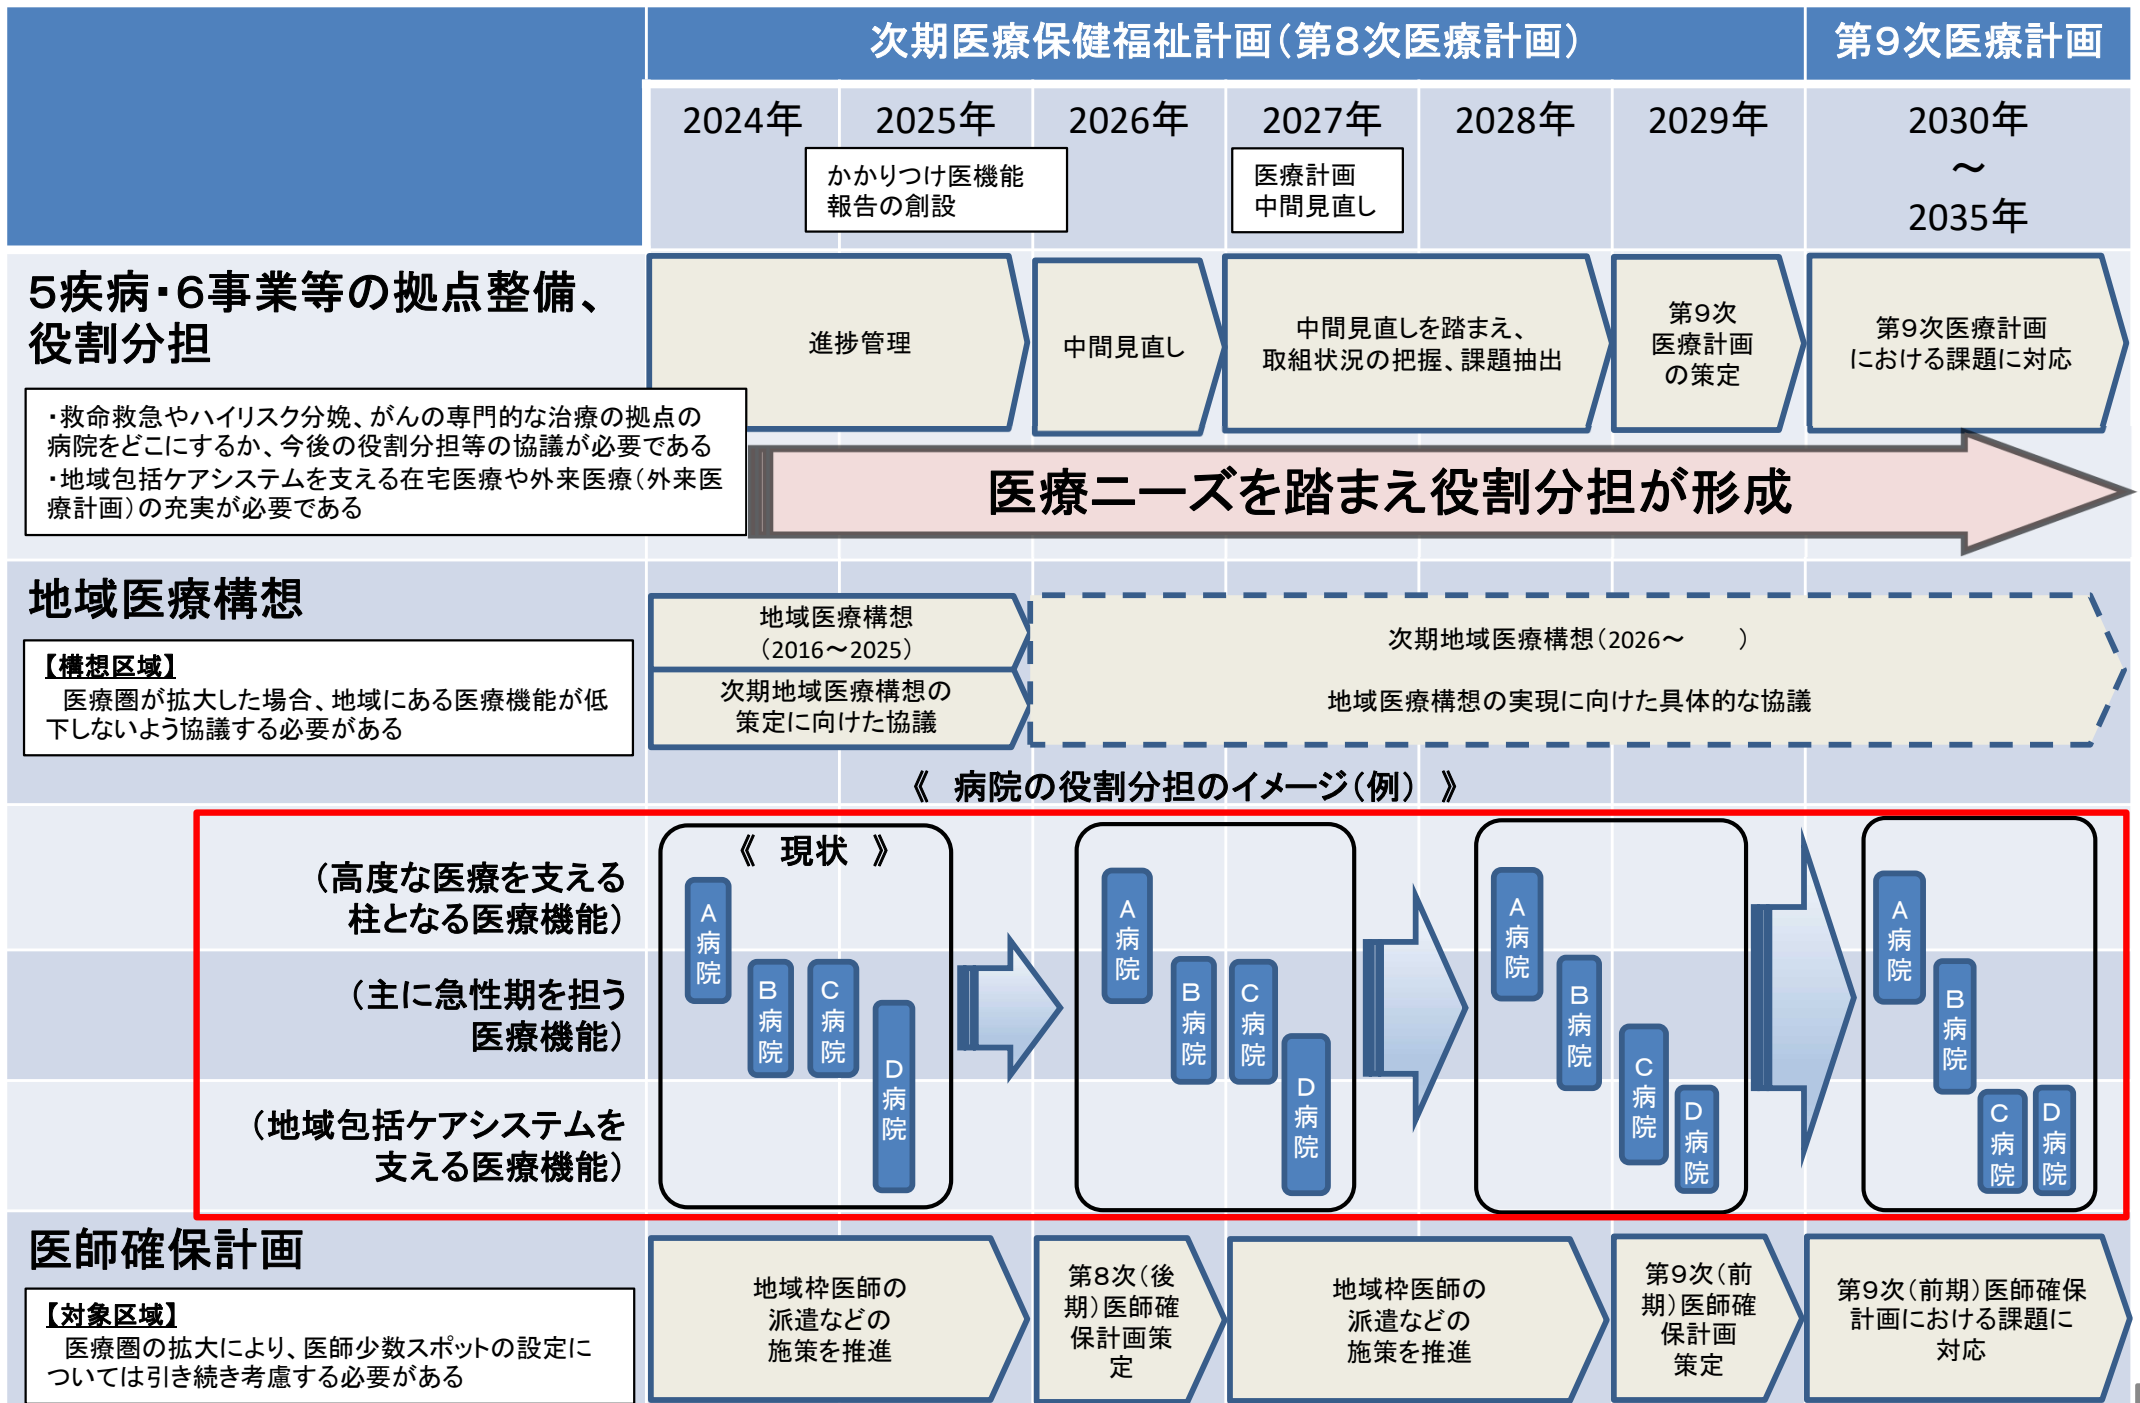 次期医療保健福祉計画（第８次医療計画）
第９次医療計画
2024年
2025年
2026年
2027年
2028年
2029年
2030年
～
2035年
かかりつけ医機能
報告の創設
医療計画
中間見直し
５疾病・６事業等の拠点整備、
役割分担
・救命救急やハイリスク分娩、がんの専門的な治療の拠点の
病院をどこにするか、今後の役割分担等の協議が必要である
・地域包括ケアシステムを支える在宅医療や外来医療（外来医
療計画）の充実が必要である
進捗管理
中間見直し
中間見直しを踏まえ、
取組状況の把握、課題抽出
第９次
医療計画
の策定
第９次医療計画
における課題に対応
医療ニーズを踏まえ役割分担が形成
地域医療構想
【構想区域】
医療圏が拡大した場合、地域にある医療機能が低
下しないよう協議する必要がある
地域医療構想
（2016～2025）
次期地域医療構想の
策定に向けた協議
次期地域医療構想（2026～　　）
地域医療構想の実現に向けた具体的な協議
《　病院の役割分担のイメージ（例）　》
（高度な医療を支える
柱となる医療機能）
（主に急性期を担う
医療機能）
（地域包括ケアシステムを
支える医療機能）
《　現状　》
Ａ病院
Ｂ病院
Ｃ病院
Ｄ病院
Ａ病院
Ｂ病院
Ｃ病院
Ｄ病院
Ａ病院
Ｂ病院
Ｃ病院
Ｄ病院
Ａ病院
Ｂ病院
Ｃ病院
Ｄ病院
医師確保計画
【対象区域】
医療圏の拡大により、医師少数スポットの設定に
ついては引き続き考慮する必要がある
地域枠医師の
派遣などの
施策を推進
第８次（後
期）医師確
保計画策
定
地域枠医師の
派遣などの
施策を推進
第９次（前
期）医師確
保計画
策定
第９次（前期）医師確保
計画における課題に
対応